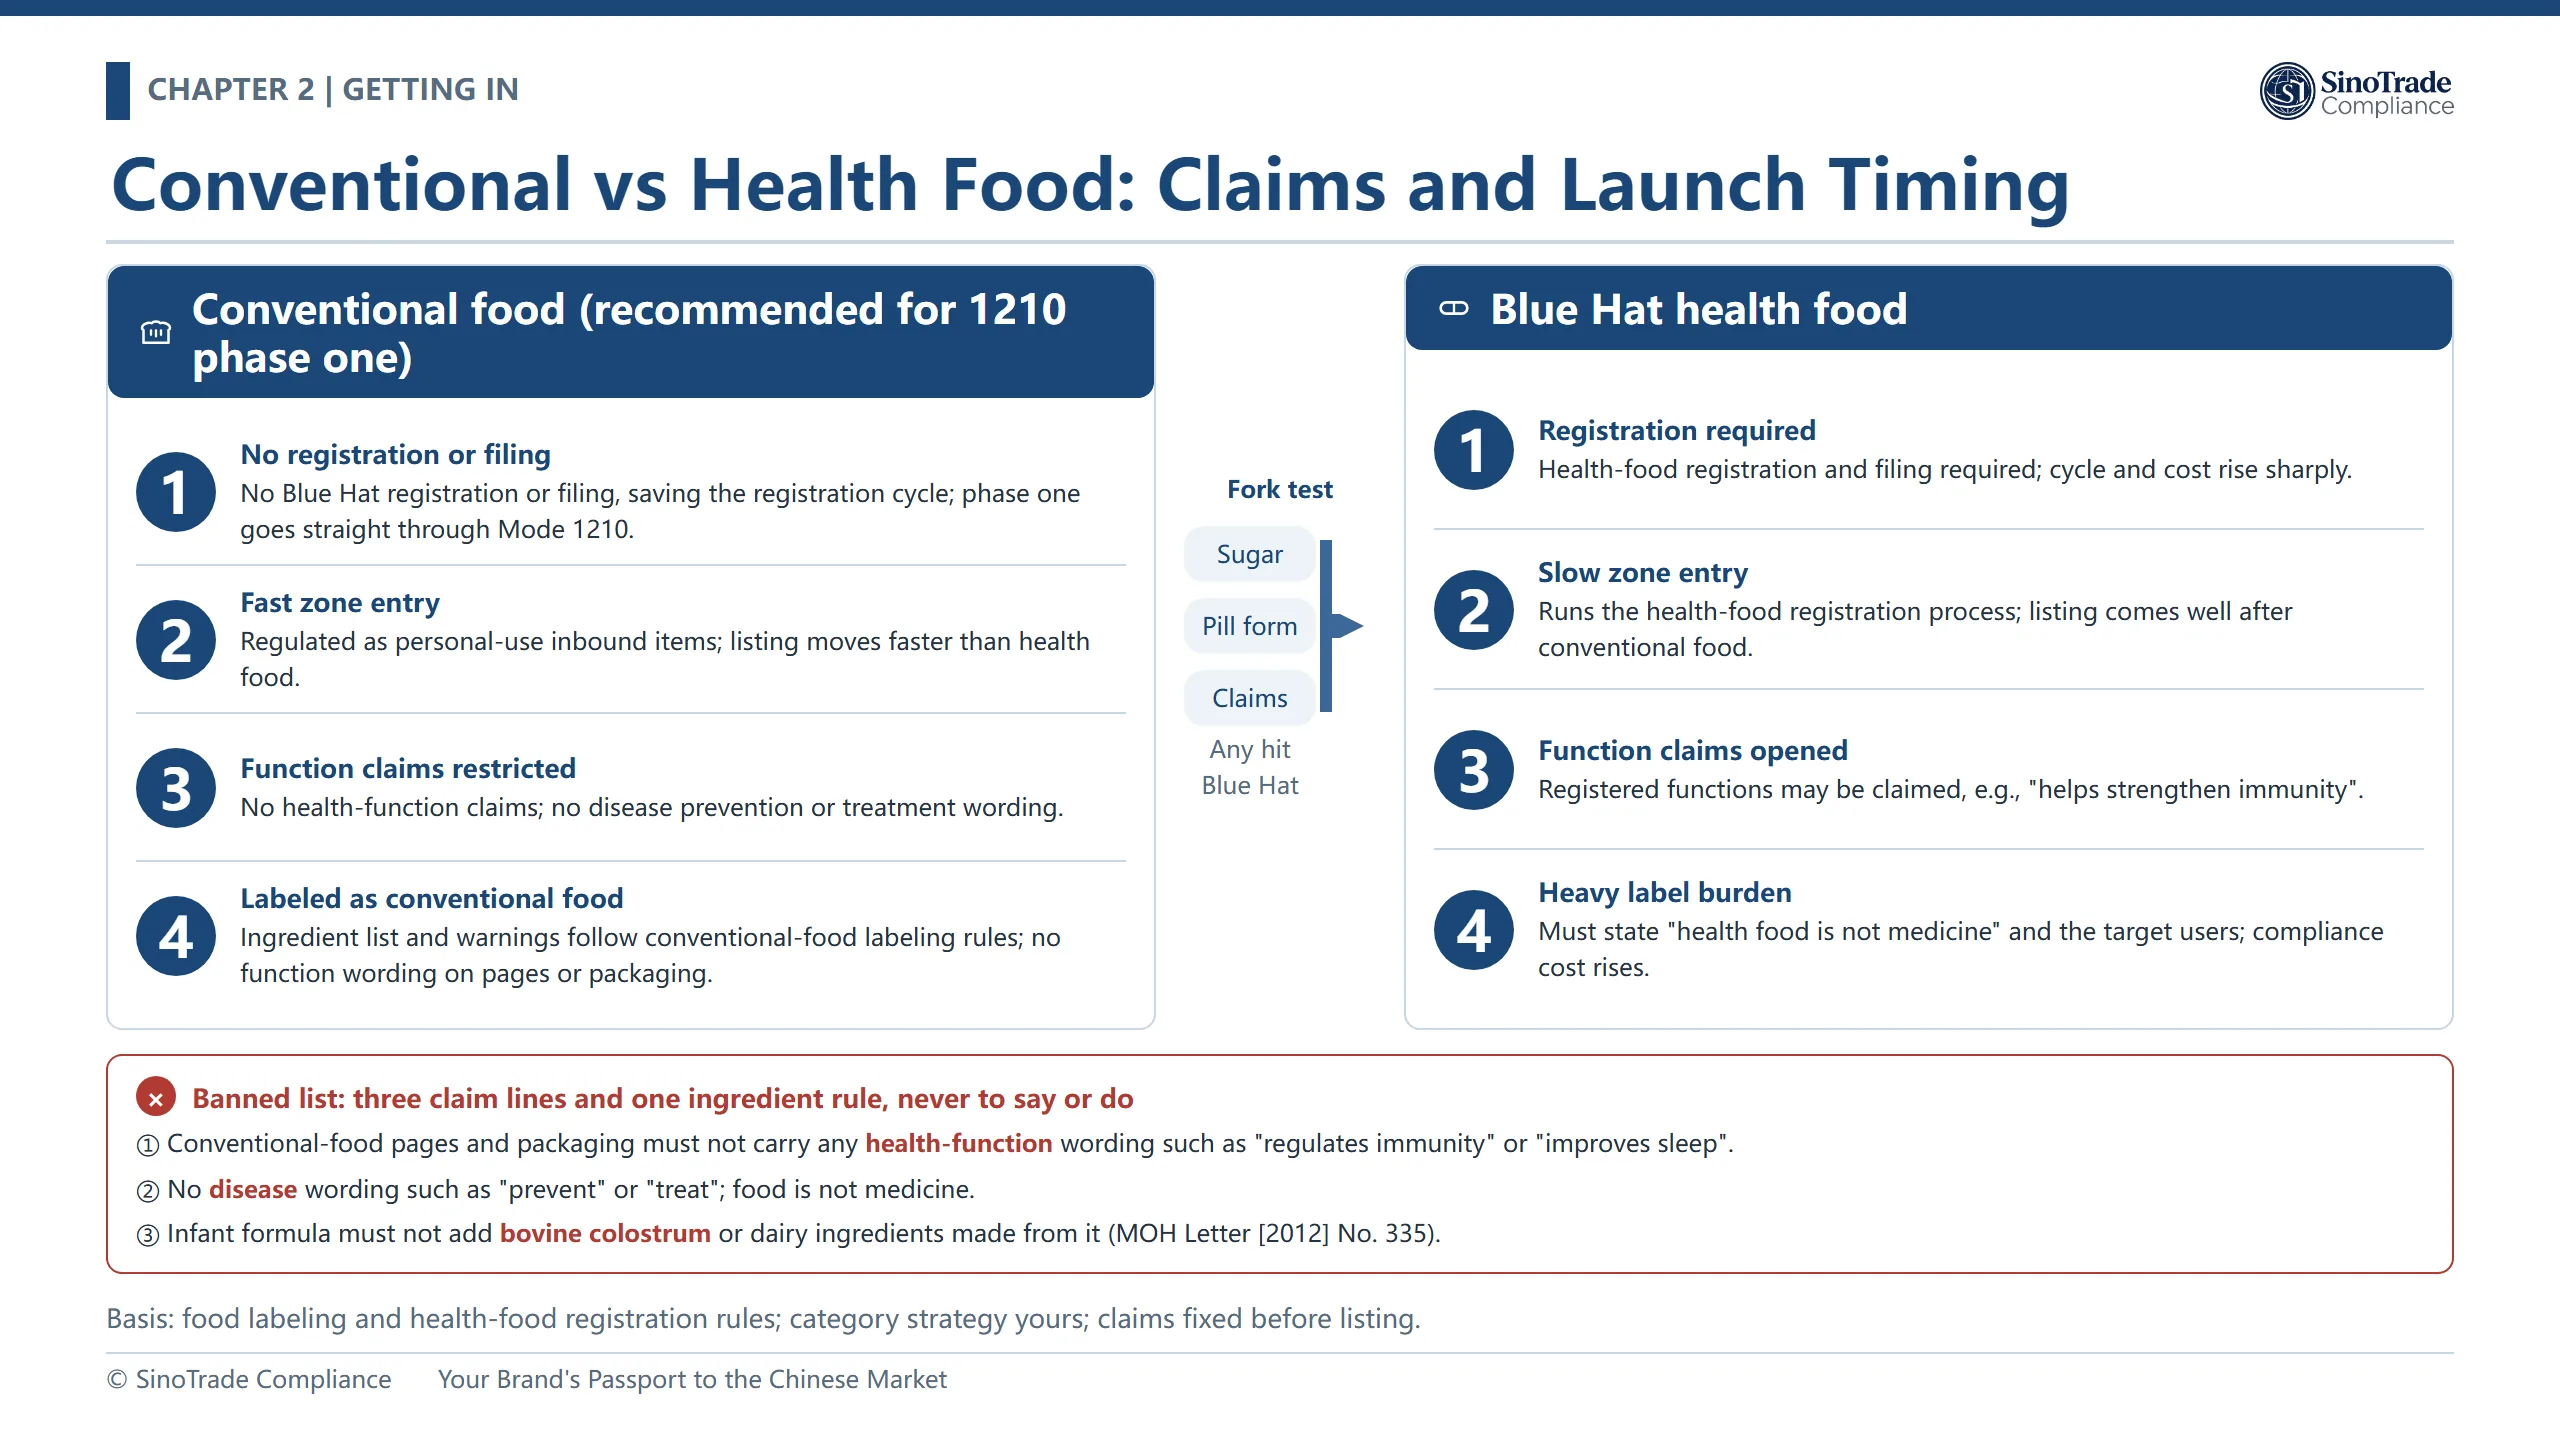 CHAPTER 2 | GETTING IN
SinoTrade
Compliance
Conventional vs Health Food: Claims and Launch Timing
Conventional food (recommended for 1210
phase one)
1
No registration or filing
No Blue Hat registration or filing, saving the registration cycle; phase one
goes straight through Mode 1210.
2
Fast zone entry
Regulated as personal-use inbound items; listing moves faster than health
food.
3
Function claims restricted
No health-function claims; no disease prevention or treatment wording.
4
Labeled as conventional food
Ingredient list and warnings follow conventional-food labeling rules; no
function wording on pages or packaging.
Fork test
Sugar
Pill form
Claims
Any hit
Blue Hat
Blue Hat health food
1
Registration required
Health-food registration and filing required; cycle and cost rise sharply.
2
Slow zone entry
Runs the health-food registration process; listing comes well after
conventional food.
3
Function claims opened
Registered functions may be claimed, e.g., "helps strengthen immunity".
4
Heavy label burden
Must state "health food is not medicine" and the target users; compliance
cost rises.
Banned list: three claim lines and one ingredient rule, never to say or do
① Conventional-food pages and packaging must not carry any health-function wording such as "regulates immunity" or "improves sleep".
② No disease wording such as "prevent" or "treat"; food is not medicine.
③ Infant formula must not add bovine colostrum or dairy ingredients made from it (MOH Letter [2012] No. 335).
Basis: food labeling and health-food registration rules; category strategy yours; claims fixed before listing.
© SinoTrade Compliance Your Brand's Passport to the Chinese Market